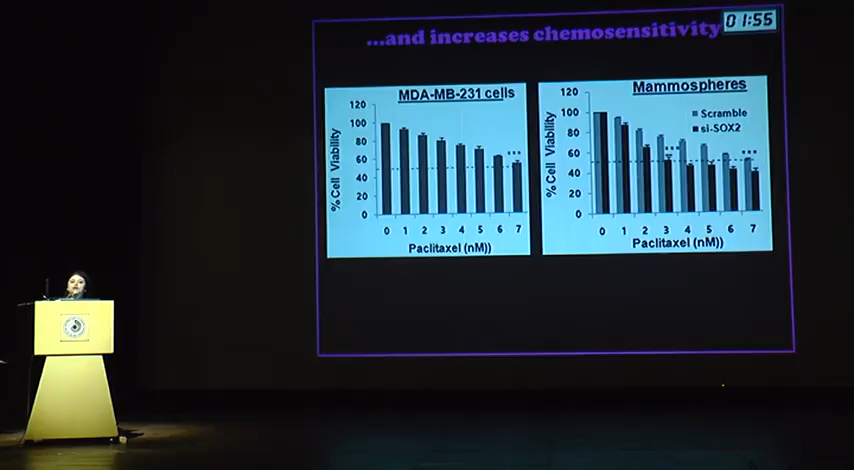 ...and increases chemosensitivity
01:55
MDA-MB-231 cells
120
100
80
60
40
20
0
% Cell Viability
***
0 1 2 3 4 5 6 7
Paclitaxel (nM))
Mammospheres
120
100
80
60
40
20
0
% Cell Viability
Scramble
si-SOX2
***
***
0 1 2 3 4 5 6 7
Paclitaxel (nM))